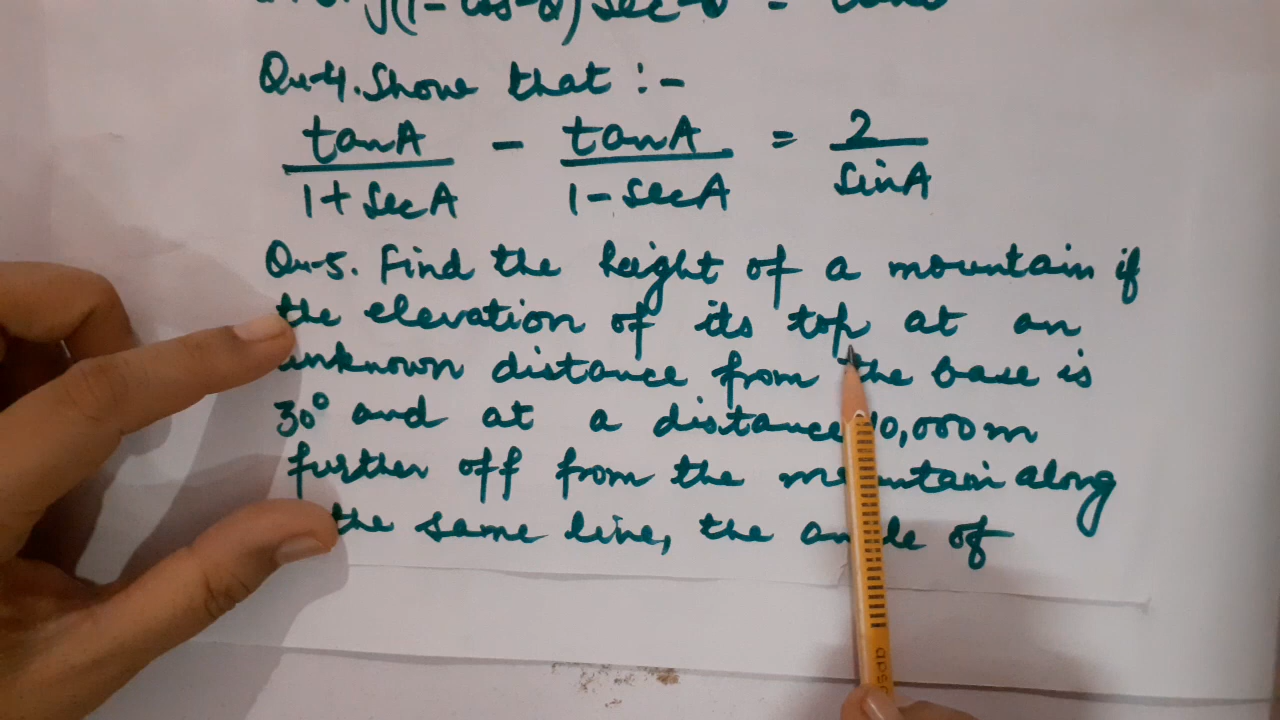 Qu-4. Show that :-
tanA / 1 + secA - tanA / 1 - secA = 2 / sinA
Qu-5. Find the height of a mountain if
the elevation of its top at an
unknown distance from the base is
30° and at a distance 10,000m
further off from the mountain along
the same line, the angle of